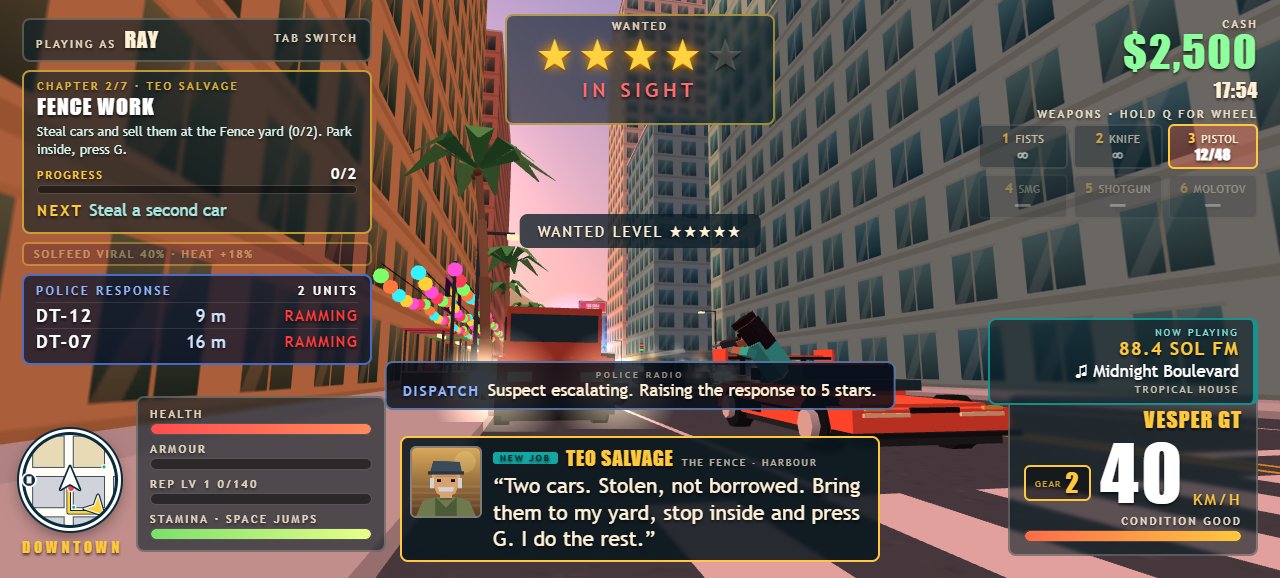 PLAYING AS RAY
TAB SWITCH
CHAPTER 2/7 · TEO SALVAGE
FENCE WORK
Steal cars and sell them at the Fence yard (0/2). Park
inside, press G.
PROGRESS 0/2
NEXT Steal a second car
SOLFEED VIRAL 40% · HEAT +18%
POLICE RESPONSE 2 UNITS
DT-12 9 m RAMMING
DT-07 16 m RAMMING
WANTED
IN SIGHT
WANTED LEVEL ★★★★★
CASH
$2,500
17:54
WEAPONS · HOLD Q FOR WHEEL
1 FISTS
∞
2 KNIFE
∞
3 PISTOL
12/48
4 SMG
—
5 SHOTGUN
—
6 MOLOTOV
—
POLICE RADIO
DISPATCH Suspect escalating. Raising the response to 5 stars.
NOW PLAYING
88.4 SOL FM
♫ Midnight Boulevard
TROPICAL HOUSE
HEALTH
ARMOUR
REP LV 1 0/140
STAMINA · SPACE JUMPS
DOWNTOWN
NEW JOB TEO SALVAGE THE FENCE · HARBOUR
“Two cars. Stolen, not borrowed. Bring
them to my yard, stop inside and press
G. I do the rest.”
VESPER GT
GEAR 2 40 KM/H
CONDITION GOOD